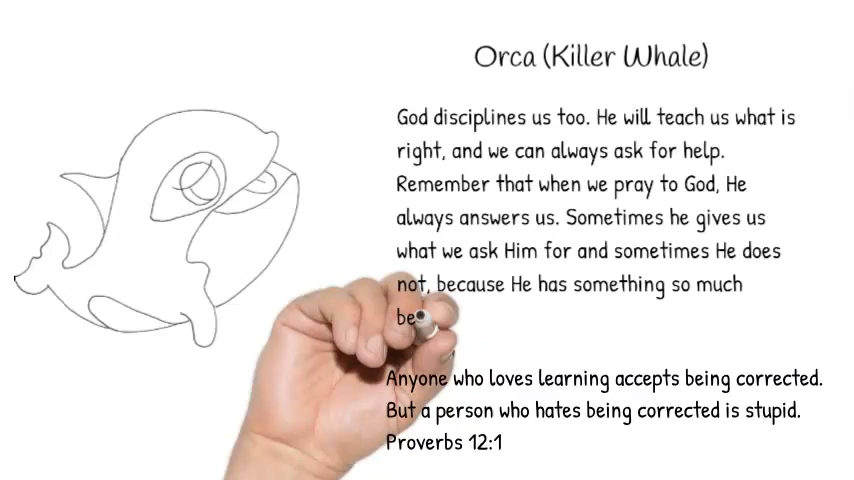 Orca (Killer Whale)
God disciplines us too. He will teach us what is
right, and we can always ask for help.
Remember that when we pray to God, He
always answers us. Sometimes he gives us
what we ask Him for and sometimes He does
not, because He has something so much
be
Anyone who loves learning accepts being corrected.
But a person who hates being corrected is stupid.
Proverbs 12:1